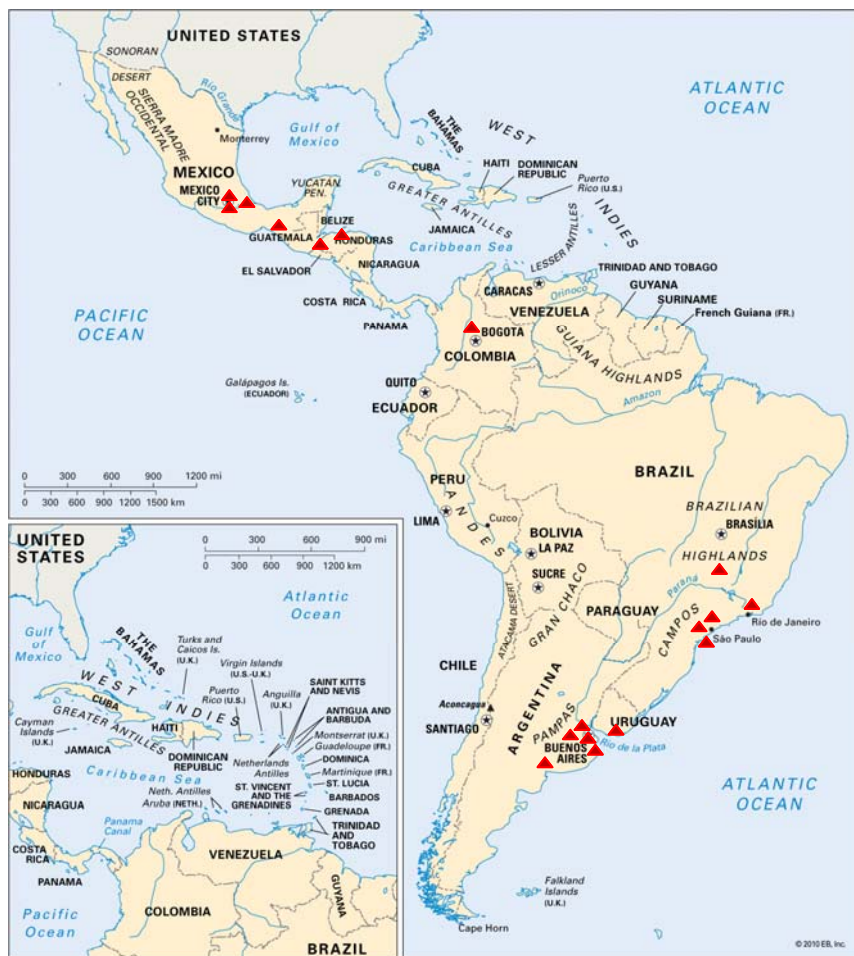 UNITED STATES
SONORAN
DESERT
SIERRA MADRE
OCCIDENTAL
Rio Grande
Monterrey
Gulf of
Mexico
ATLANTIC
OCEAN
THE
BAHAMAS
WEST
INDIES
MEXICO
MEXICO
CITY
YUCATAN
PEN.
CUBA
HAITI
DOMINICAN
REPUBLIC
Puerto
Rico (U.S.)
GREATER ANTILLES
JAMAICA
BELIZE
GUATEMALA
HONDURAS
Caribbean Sea
LESSER ANTILLES
NICARAGUA
EL SALVADOR
COSTA RICA
PANAMA
TRINIDAD AND TOBAGO
CARACAS
Orinoco
GUYANA
SURINAME
French Guiana (FR.)
VENEZUELA
PACIFIC
OCEAN
BOGOTA
COLOMBIA
GUIANA HIGHLANDS
Galápagos Is.
(ECUADOR)
QUITO
ECUADOR
Amazon
0 300 600 900 1200 mi
0 300 600 900 1200 1500 km
PERU
ANDES
BRAZIL
LIMA
Cuzco
BRAZILIAN
BRASÍLIA
HIGHLANDS
BOLIVIA
LA PAZ
SUCRE
GRAN CHACO
ATACAMA DESERT
PARAGUAY
Paraná
CAMPOS
Rio de Janeiro
São Paulo
CHILE
ARGENTINA
Aconcagua
SANTIAGO
PAMPAS
URUGUAY
BUENOS
AIRES
Rio de la Plata
ATLANTIC
OCEAN
Falkland
Islands
(U.K.)
Cape Horn
© 2010 EB, Inc.
UNITED
STATES
0 300 600 900 mi
0 300 600 900 1200 km
Atlantic
Ocean
Gulf of
Mexico
THE
BAHAMAS
Turks and
Caicos Is.
(U.K.)
WEST INDIES
Virgin Islands
(U.S.-U.K.)
Puerto
Rico (U.S.)
Anguilla
(U.K.)
SAINT KITTS
AND NEVIS
ANTIGUA AND
BARBUDA
Montserrat (U.K.)
Guadeloupe (FR.)
DOMINICA
Martinique (FR.)
ST. LUCIA
BARBADOS
GRENADA
TRINIDAD
AND
TOBAGO
CUBA
Cayman
Islands
(U.K.)
GREATER ANTILLES
HAITI
JAMAICA
DOMINICAN
REPUBLIC
Netherlands
Antilles
HONDURAS
Caribbean Sea
ST. VINCENT
AND THE
GRENADINES
Neth. Antilles
Aruba (NETH.)
NICARAGUA
Panama
Canal
COSTA
RICA
PANAMA
VENEZUELA
GUYANA
Pacific
Ocean
COLOMBIA
BRAZIL